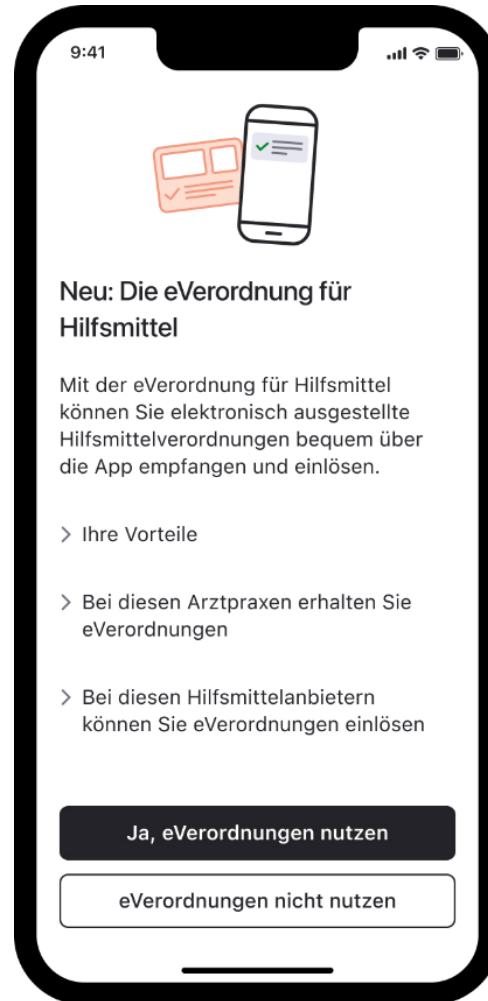 9:41
Neu: Die eVerordnung für
Hilfsmittel
Mit der eVerordnung für Hilfsmittel
können Sie elektronisch ausgestellte
Hilfsmittelverordnungen bequem über
die App empfangen und einlösen.
Ihre Vorteile
Bei diesen Arztpraxen erhalten Sie
eVerordnungen
Bei diesen Hilfsmittelanbietern
können Sie eVerordnungen einlösen
Ja, eVerordnungen nutzen
eVerordnungen nicht nutzen